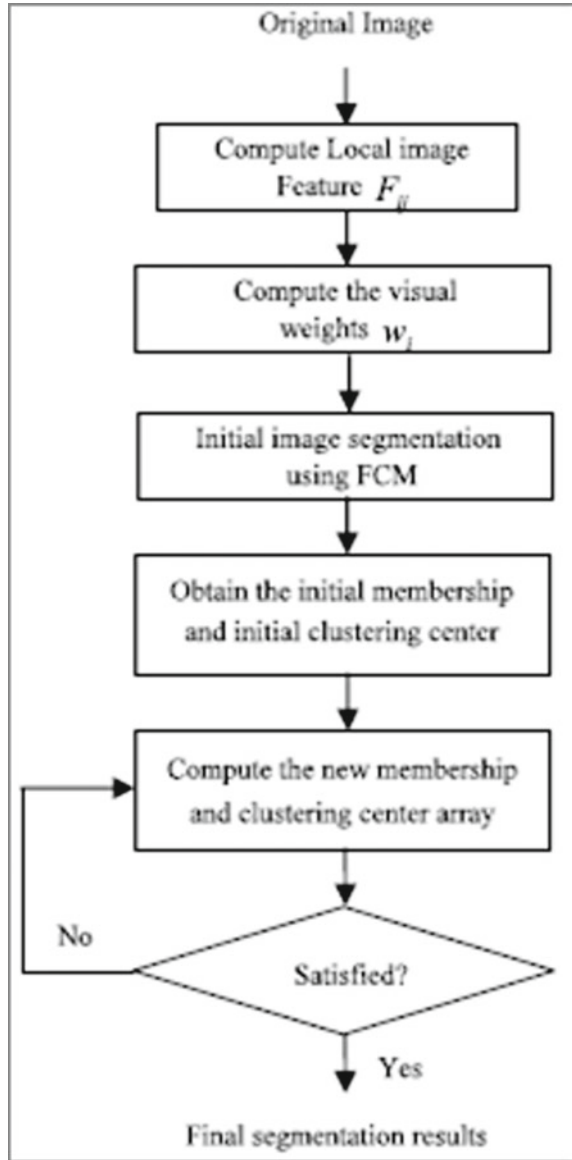 Original Image
Compute Local image
Feature F_ij
Compute the visual
weights w_i
Initial image segmentation
using FCM
Obtain the initial membership
and initial clustering center
Compute the new membership
and clustering center array
No
Satisfied?
Yes
Final segmentation results